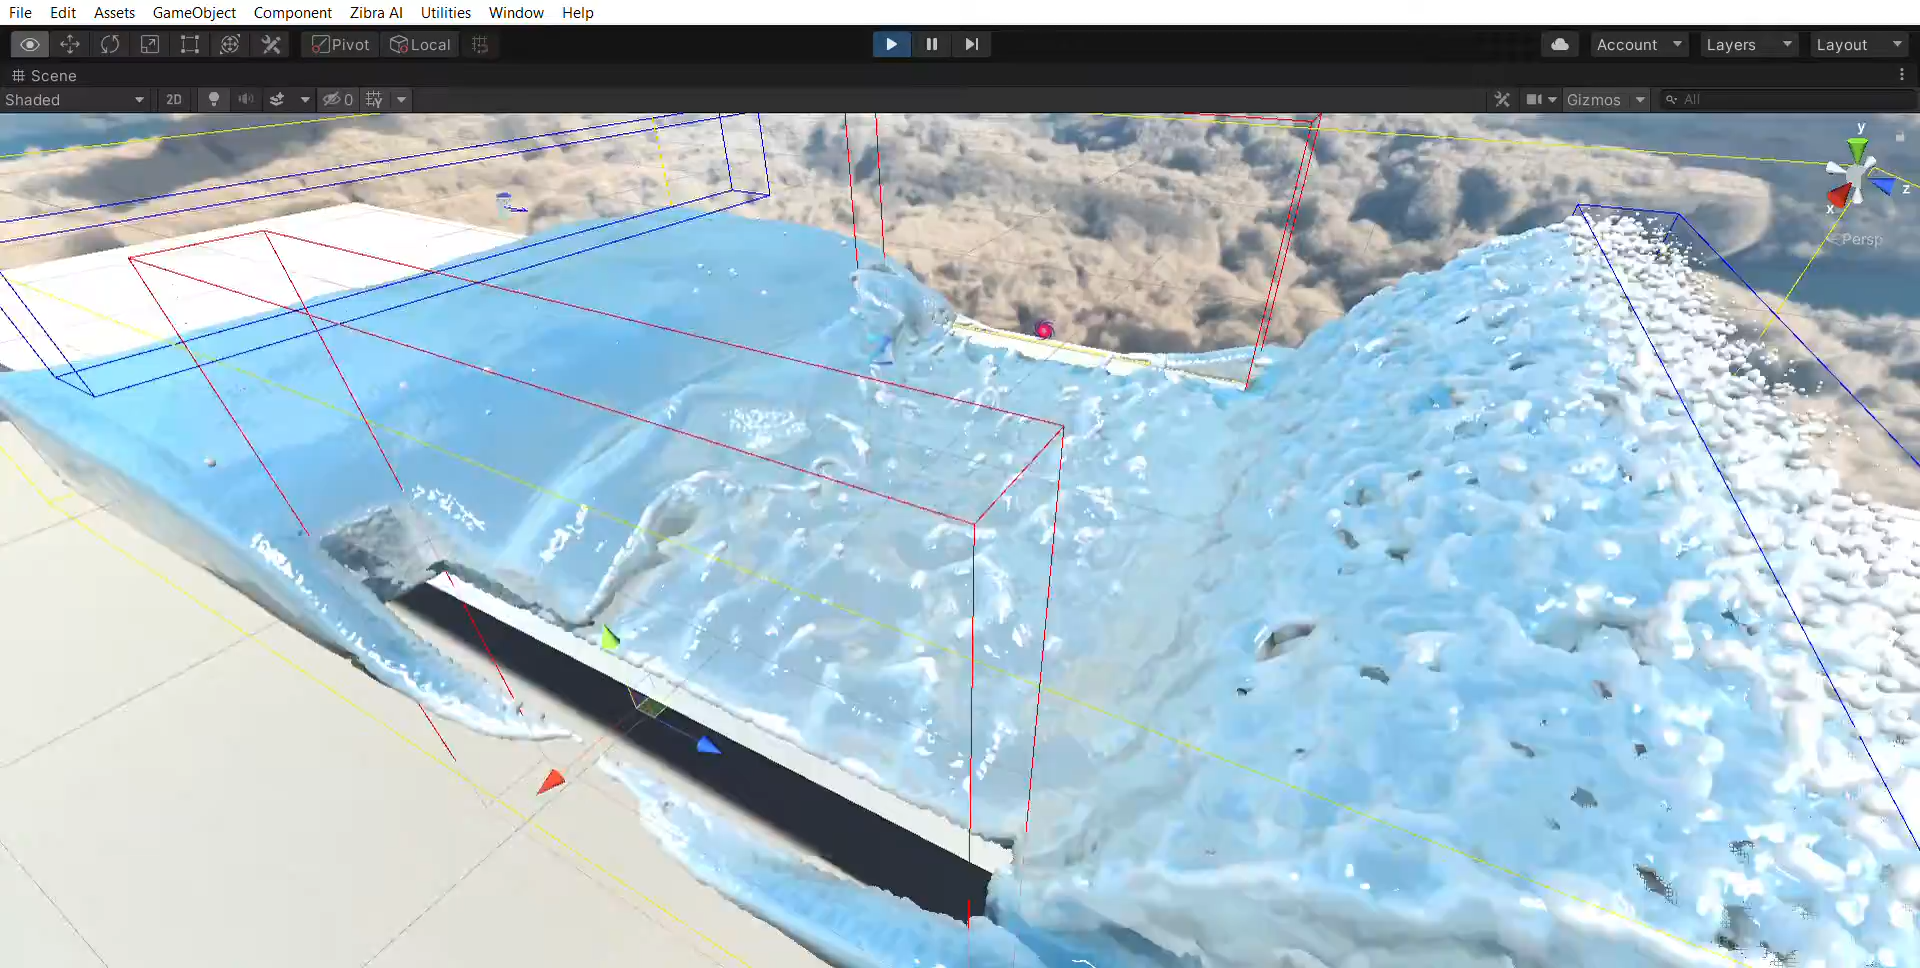 File Edit Assets GameObject Component Zibra AI Utilities Window Help
Pivot Local Account Layers Layout
Scene
Shaded 2D 0 Gizmos All
y
z
x
Persp